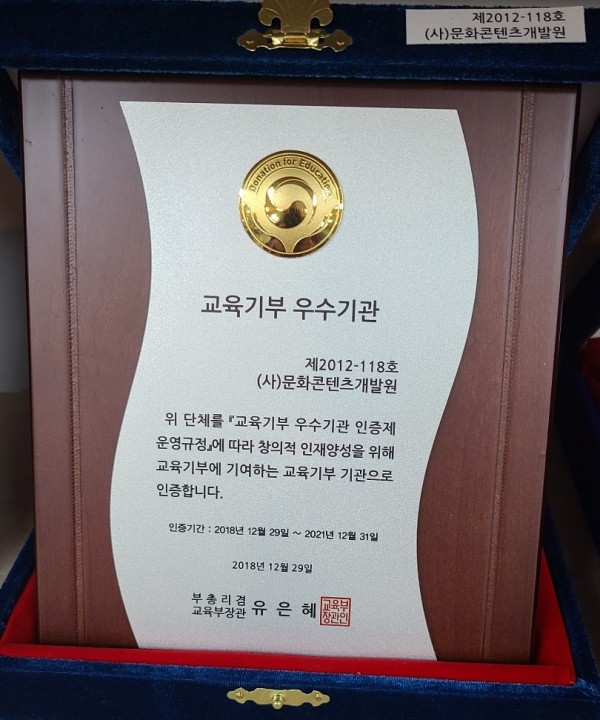 제2012-118호
(사)문화콘텐츠개발원
Donation for Education
교육기부 우수기관
제2012-118호
(사)문화콘텐츠개발원
위 단체를 『교육기부 우수기관 인증제
운영규정』에 따라 창의적 인재양성을 위해
교육기부에 기여하는 교육기부 기관으로
인증합니다.
인증기간 : 2018년 12월 29일 ~ 2021년 12월 31일
2018년 12월 29일
부총리겸
교육부장관 유은혜
교육부
장관인